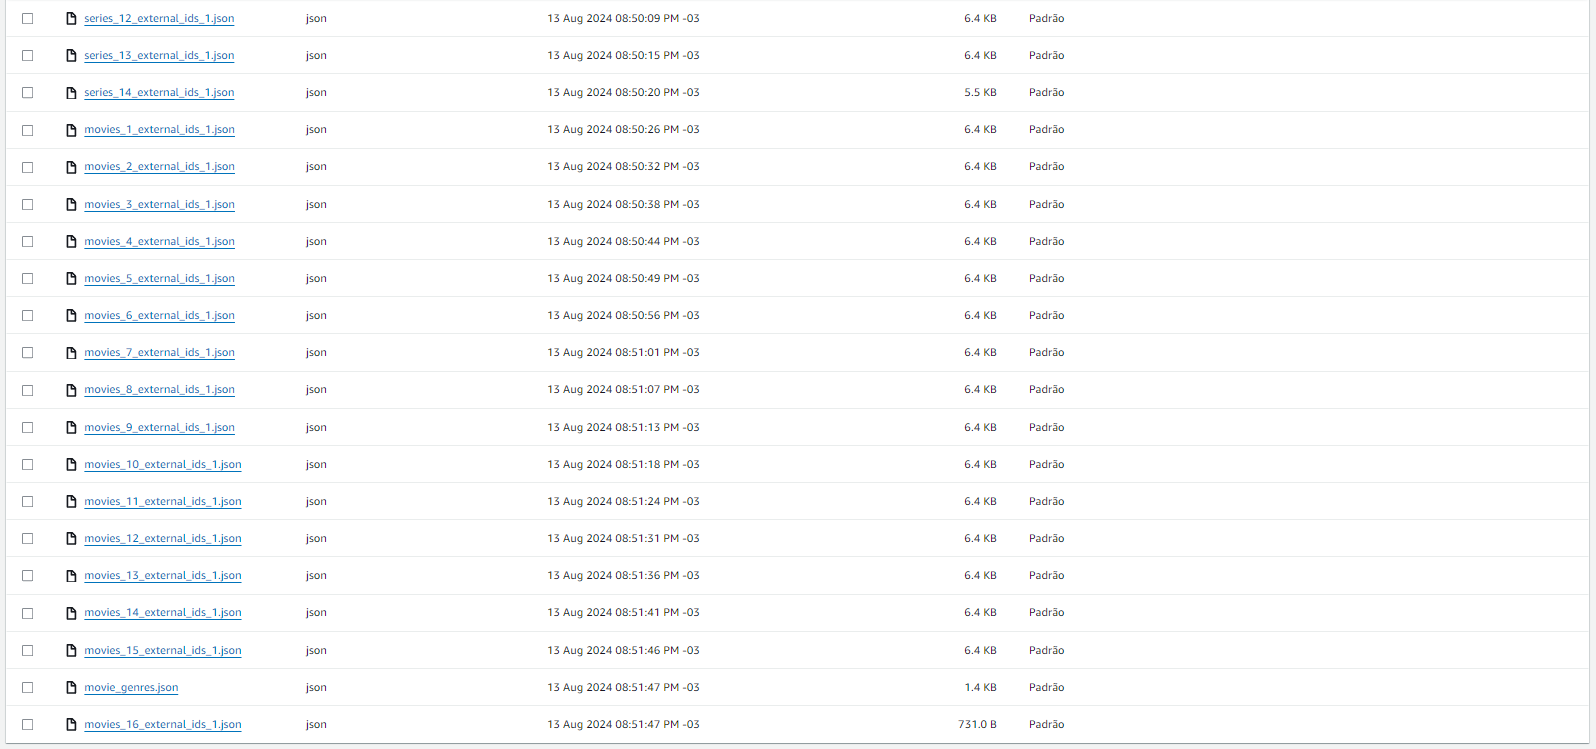 series_12_external_ids_1.json json 13 Aug 2024 08:50:09 PM -03 6.4 KB Padrão
series_13_external_ids_1.json json 13 Aug 2024 08:50:15 PM -03 6.4 KB Padrão
series_14_external_ids_1.json json 13 Aug 2024 08:50:20 PM -03 5.5 KB Padrão
movies_1_external_ids_1.json json 13 Aug 2024 08:50:26 PM -03 6.4 KB Padrão
movies_2_external_ids_1.json json 13 Aug 2024 08:50:32 PM -03 6.4 KB Padrão
movies_3_external_ids_1.json json 13 Aug 2024 08:50:38 PM -03 6.4 KB Padrão
movies_4_external_ids_1.json json 13 Aug 2024 08:50:44 PM -03 6.4 KB Padrão
movies_5_external_ids_1.json json 13 Aug 2024 08:50:49 PM -03 6.4 KB Padrão
movies_6_external_ids_1.json json 13 Aug 2024 08:50:56 PM -03 6.4 KB Padrão
movies_7_external_ids_1.json json 13 Aug 2024 08:51:01 PM -03 6.4 KB Padrão
movies_8_external_ids_1.json json 13 Aug 2024 08:51:07 PM -03 6.4 KB Padrão
movies_9_external_ids_1.json json 13 Aug 2024 08:51:13 PM -03 6.4 KB Padrão
movies_10_external_ids_1.json json 13 Aug 2024 08:51:18 PM -03 6.4 KB Padrão
movies_11_external_ids_1.json json 13 Aug 2024 08:51:24 PM -03 6.4 KB Padrão
movies_12_external_ids_1.json json 13 Aug 2024 08:51:31 PM -03 6.4 KB Padrão
movies_13_external_ids_1.json json 13 Aug 2024 08:51:36 PM -03 6.4 KB Padrão
movies_14_external_ids_1.json json 13 Aug 2024 08:51:41 PM -03 6.4 KB Padrão
movies_15_external_ids_1.json json 13 Aug 2024 08:51:46 PM -03 6.4 KB Padrão
movie_genres.json json 13 Aug 2024 08:51:47 PM -03 1.4 KB Padrão
movies_16_external_ids_1.json json 13 Aug 2024 08:51:47 PM -03 731.0 B Padrão